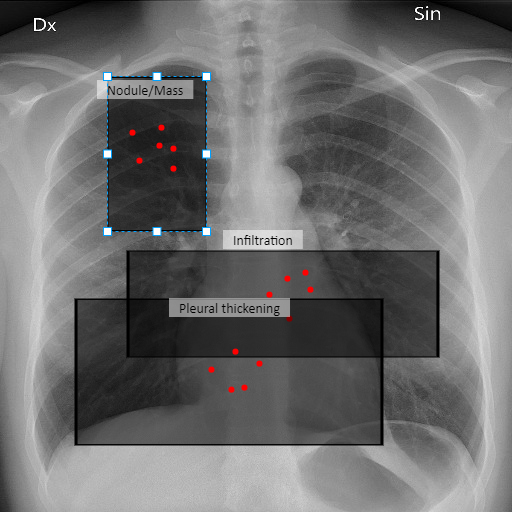 Dx
Sin
Nodule/Mass
Infiltration
Pleural thickening